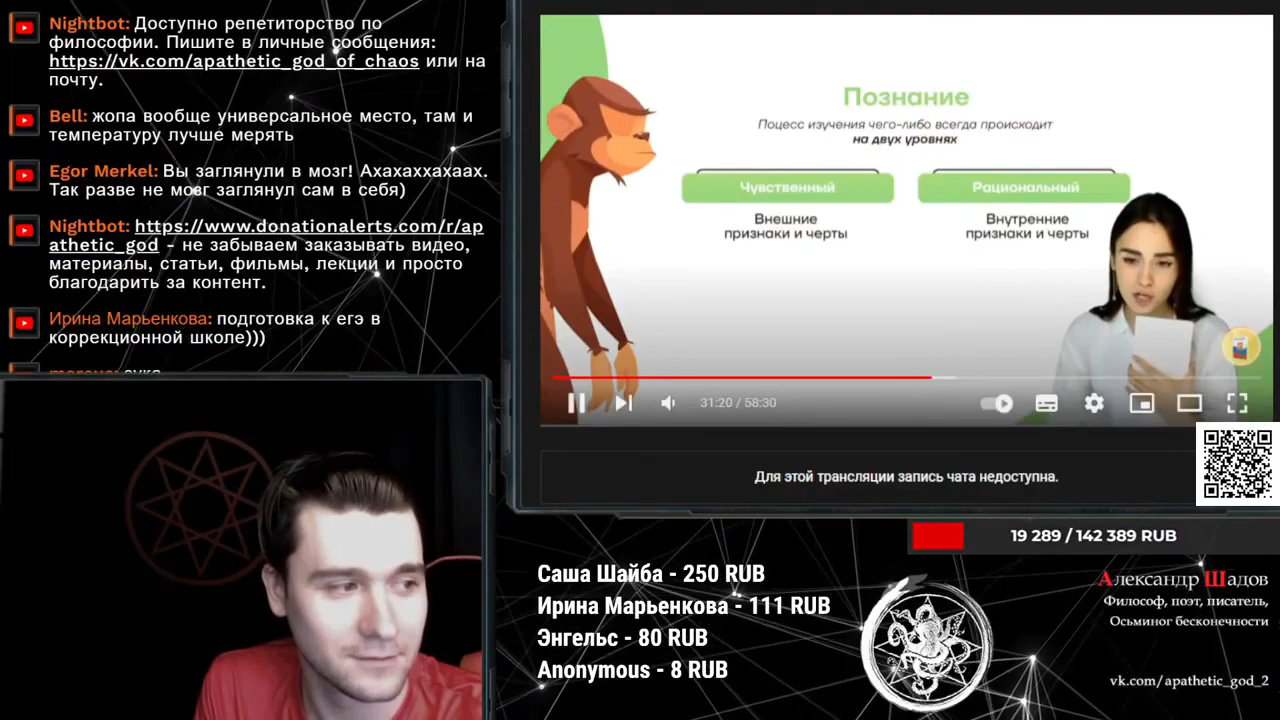 Nightbot: Доступно репетиторство по
философии. Пишите в личные сообщения:
https://vk.com/apathetic_god_of_chaos или на
почту.
Bell: жопа вообще универсальное место, там и
температуру лучше мерять
Egor Merkel: Вы заглянули в мозг! Ахахаххахаах.
Так разве не мозг заглянул сам в себя)
Nightbot: https://www.donationalerts.com/r/ap
athetic_god - не забываем заказывать видео,
материалы, статьи, фильмы, лекции и просто
благодарить за контент.
Ирина Марьенкова: подготовка к егэ в
коррекционной школе)))
Познание
Поцесс изучения чего-либо всегда происходит
на двух уровнях
Чувственный
Рациональный
Внешние
признаки и черты
Внутренние
признаки и черты
31:20 / 58:30
Для этой трансляции запись чата недоступна.
19 289 / 142 389 RUB
Саша Шайба - 250 RUB
Ирина Марьенкова - 111 RUB
Энгельс - 80 RUB
Anonymous - 8 RUB
Александр Шадов
Философ, поэт, писатель,
Осьминог бесконечности
vk.com/apathetic_god_2